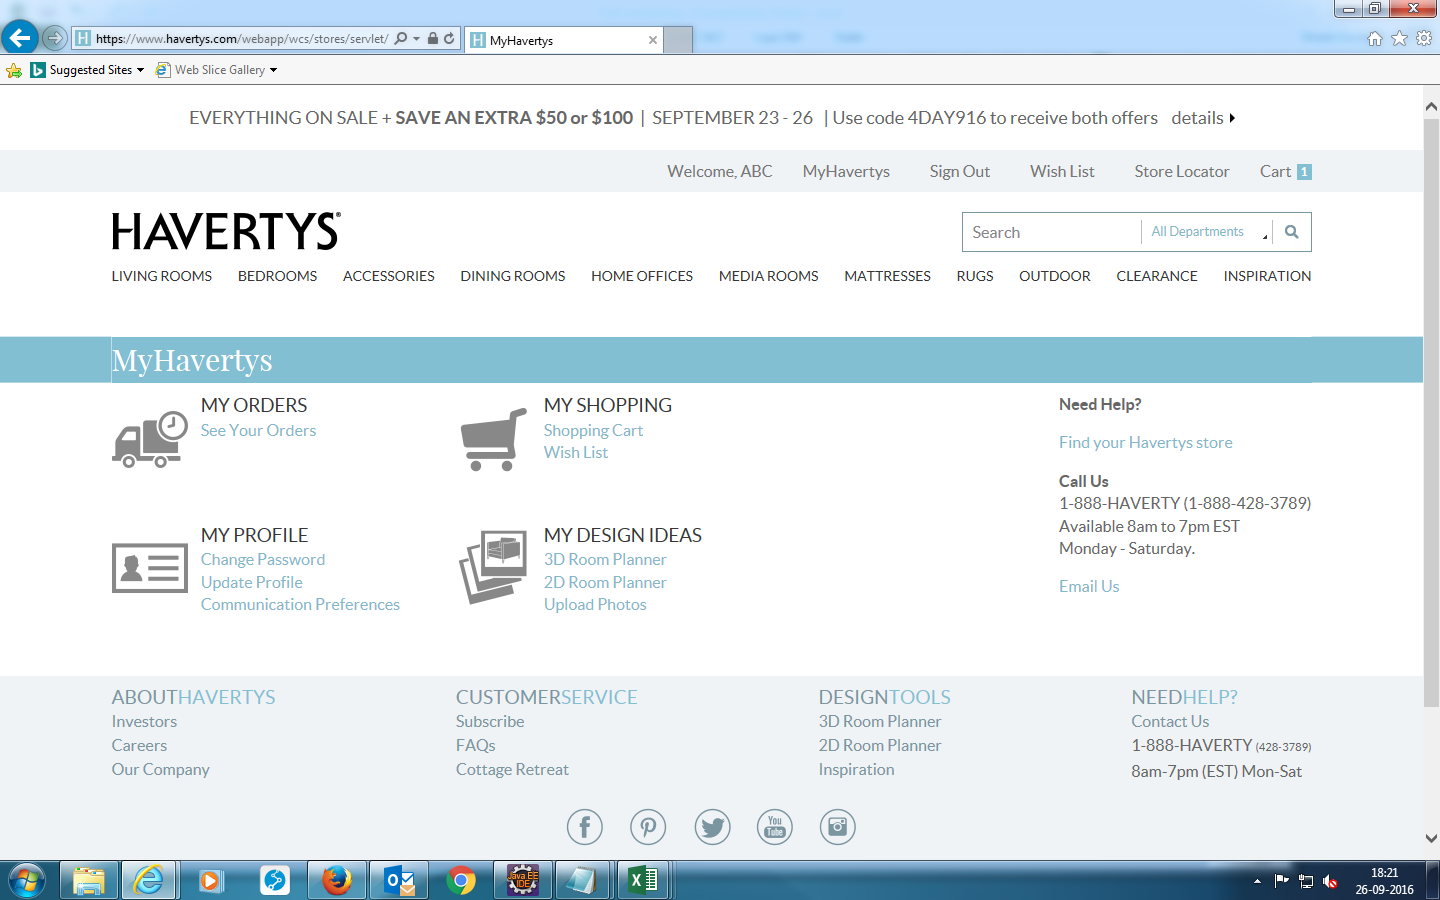 https://www.havertys.com/webapp/wcs/stores/servlet/
MyHavertys
Suggested Sites
Web Slice Gallery
EVERYTHING ON SALE + SAVE AN EXTRA $50 or $100 | SEPTEMBER 23 - 26 | Use code 4DAY916 to receive both offers details
Welcome, ABC MyHavertys Sign Out Wish List Store Locator Cart 1
HAVERTYS®
Search All Departments
LIVING ROOMS BEDROOMS ACCESSORIES DINING ROOMS HOME OFFICES MEDIA ROOMS MATTRESSES RUGS OUTDOOR CLEARANCE INSPIRATION
MyHavertys
MY ORDERS
See Your Orders
MY SHOPPING
Shopping Cart
Wish List
MY PROFILE
Change Password
Update Profile
Communication Preferences
MY DESIGN IDEAS
3D Room Planner
2D Room Planner
Upload Photos
Need Help?
Find your Havertys store
Call Us
1-888-HAVERTY (1-888-428-3789)
Available 8am to 7pm EST
Monday - Saturday.
Email Us
ABOUTHAVERTYS
Investors
Careers
Our Company
CUSTOMERSERVICE
Subscribe
FAQs
Cottage Retreat
DESIGNTOOLS
3D Room Planner
2D Room Planner
Inspiration
NEEDHELP?
Contact Us
1-888-HAVERTY (428-3789)
8am-7pm (EST) Mon-Sat
You
Tube
Java EE
IDE
18:21
26-09-2016